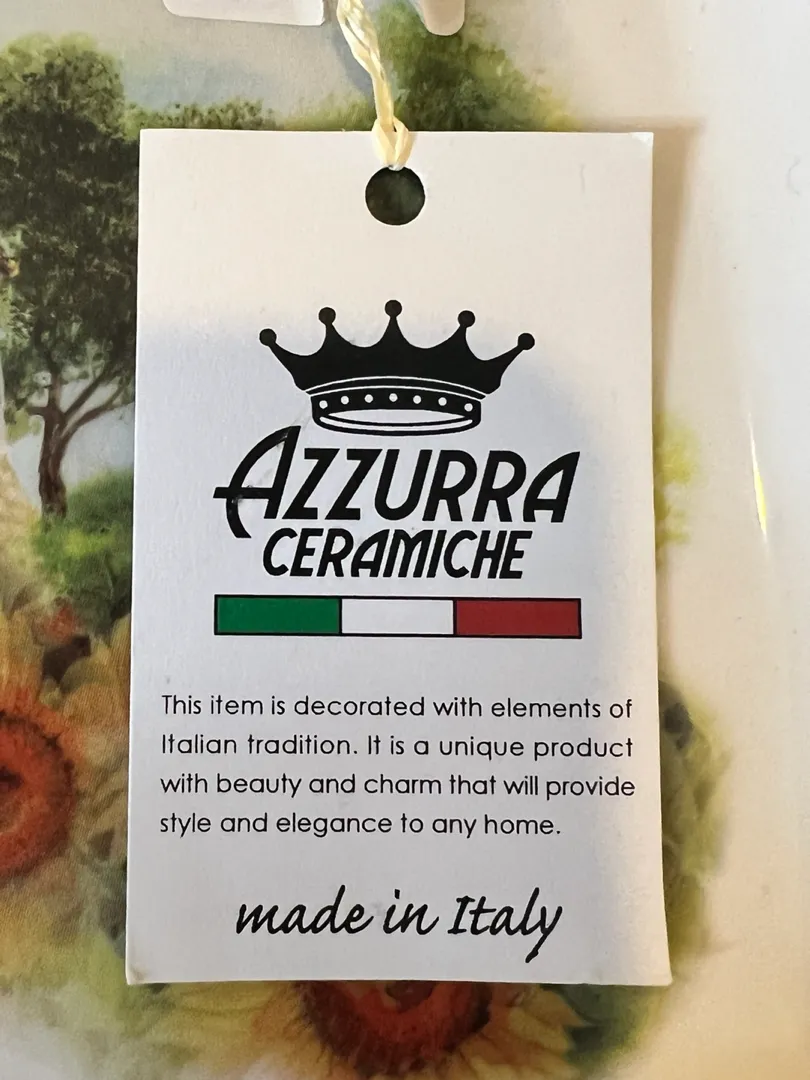 AZZURRA
CERAMICHE
This item is decorated with elements of
Italian tradition. It is a unique product
with beauty and charm that will provide
style and elegance to any home.
made in Italy